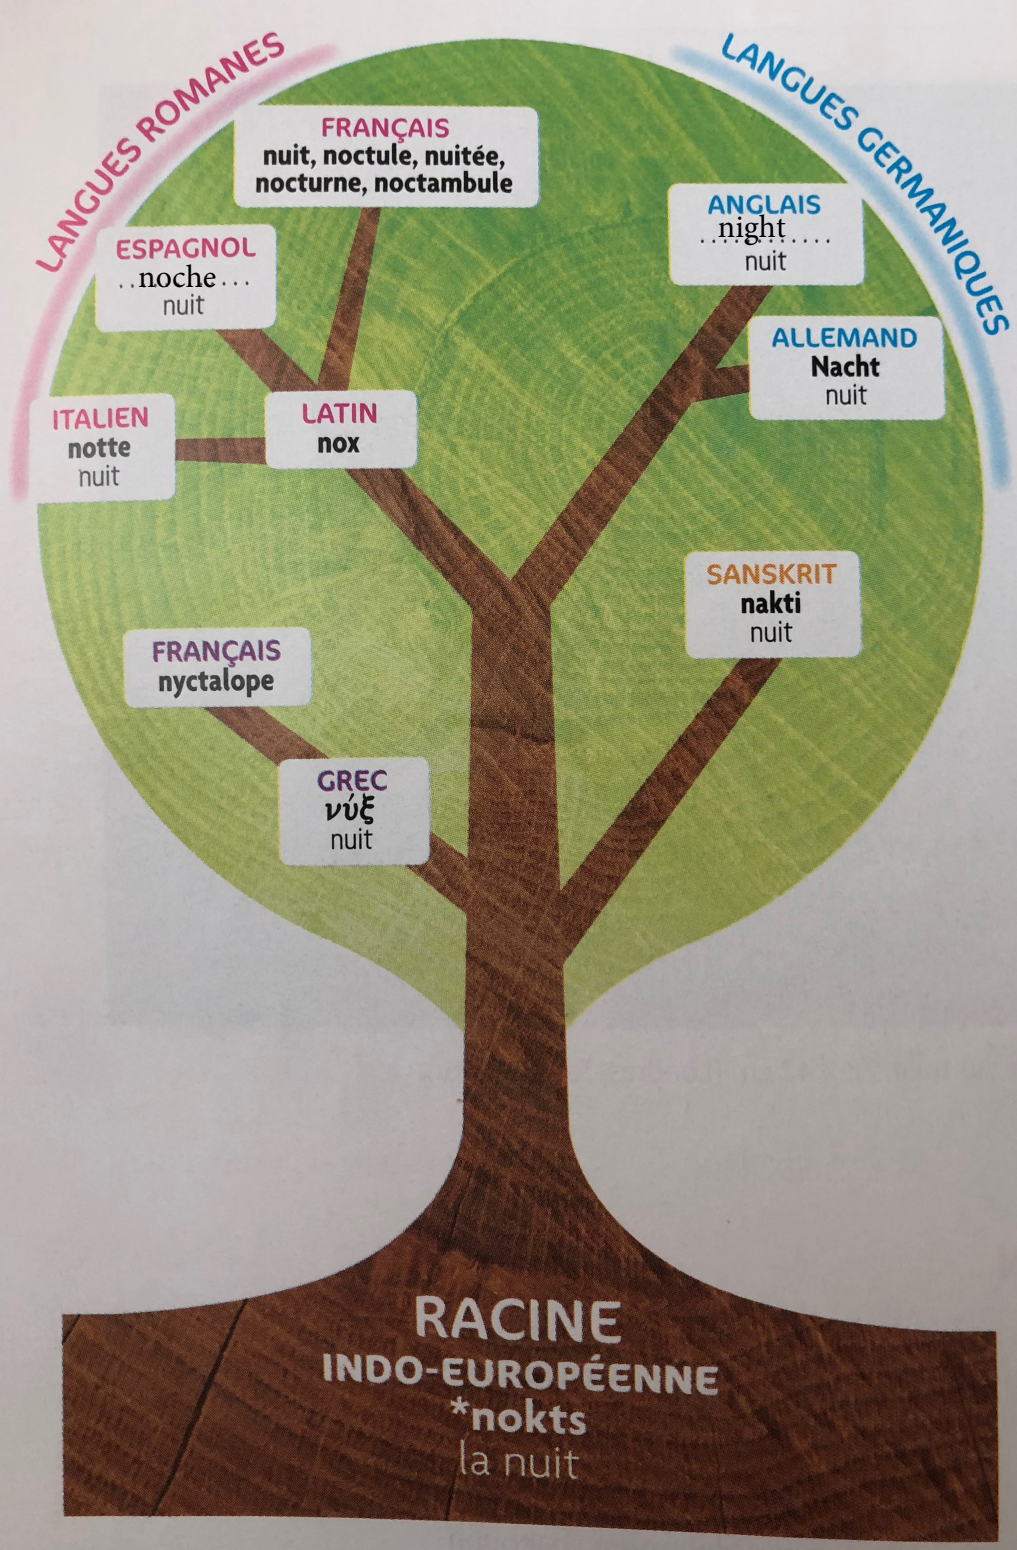 LANGUES ROMANES
LANGUES GERMANIQUES
FRANÇAIS
nuit, noctule, nuitée,
nocturne, noctambule
ANGLAIS
night
nuit
ESPAGNOL
..noche...
nuit
ALLEMAND
Nacht
nuit
ITALIEN
notte
nuit
LATIN
nox
SANSKRIT
nakti
nuit
FRANÇAIS
nyctalope
GREC
νύξ
nuit
RACINE
INDO-EUROPÉENNE
*nokts
la nuit